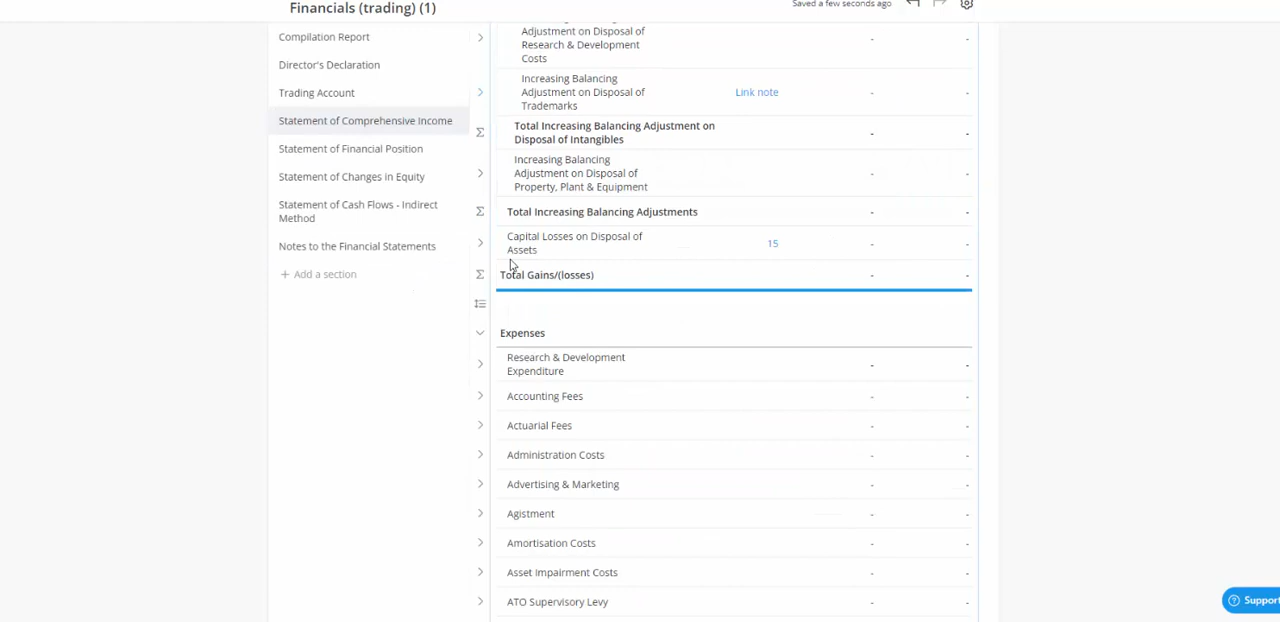 Financials (trading) (1)
Saved a few seconds ago
Compilation Report
Director's Declaration
Trading Account
Statement of Comprehensive Income
Statement of Financial Position
Statement of Changes in Equity
Statement of Cash Flows - Indirect
Method
Notes to the Financial Statements
+ Add a section
Adjustment on Disposal of
Research & Development
Costs
- -
Increasing Balancing
Adjustment on Disposal of
Trademarks
Link note - -
Total Increasing Balancing Adjustment on
Disposal of Intangibles
- -
Increasing Balancing
Adjustment on Disposal of
Property, Plant & Equipment
- -
Total Increasing Balancing Adjustments - -
Capital Losses on Disposal of
Assets
15 - -
Total Gains/(losses) - -
Expenses
Research & Development
Expenditure
- -
Accounting Fees - -
Actuarial Fees - -
Administration Costs - -
Advertising & Marketing - -
Agistment - -
Amortisation Costs - -
Asset Impairment Costs - -
ATO Supervisory Levy - -
Support